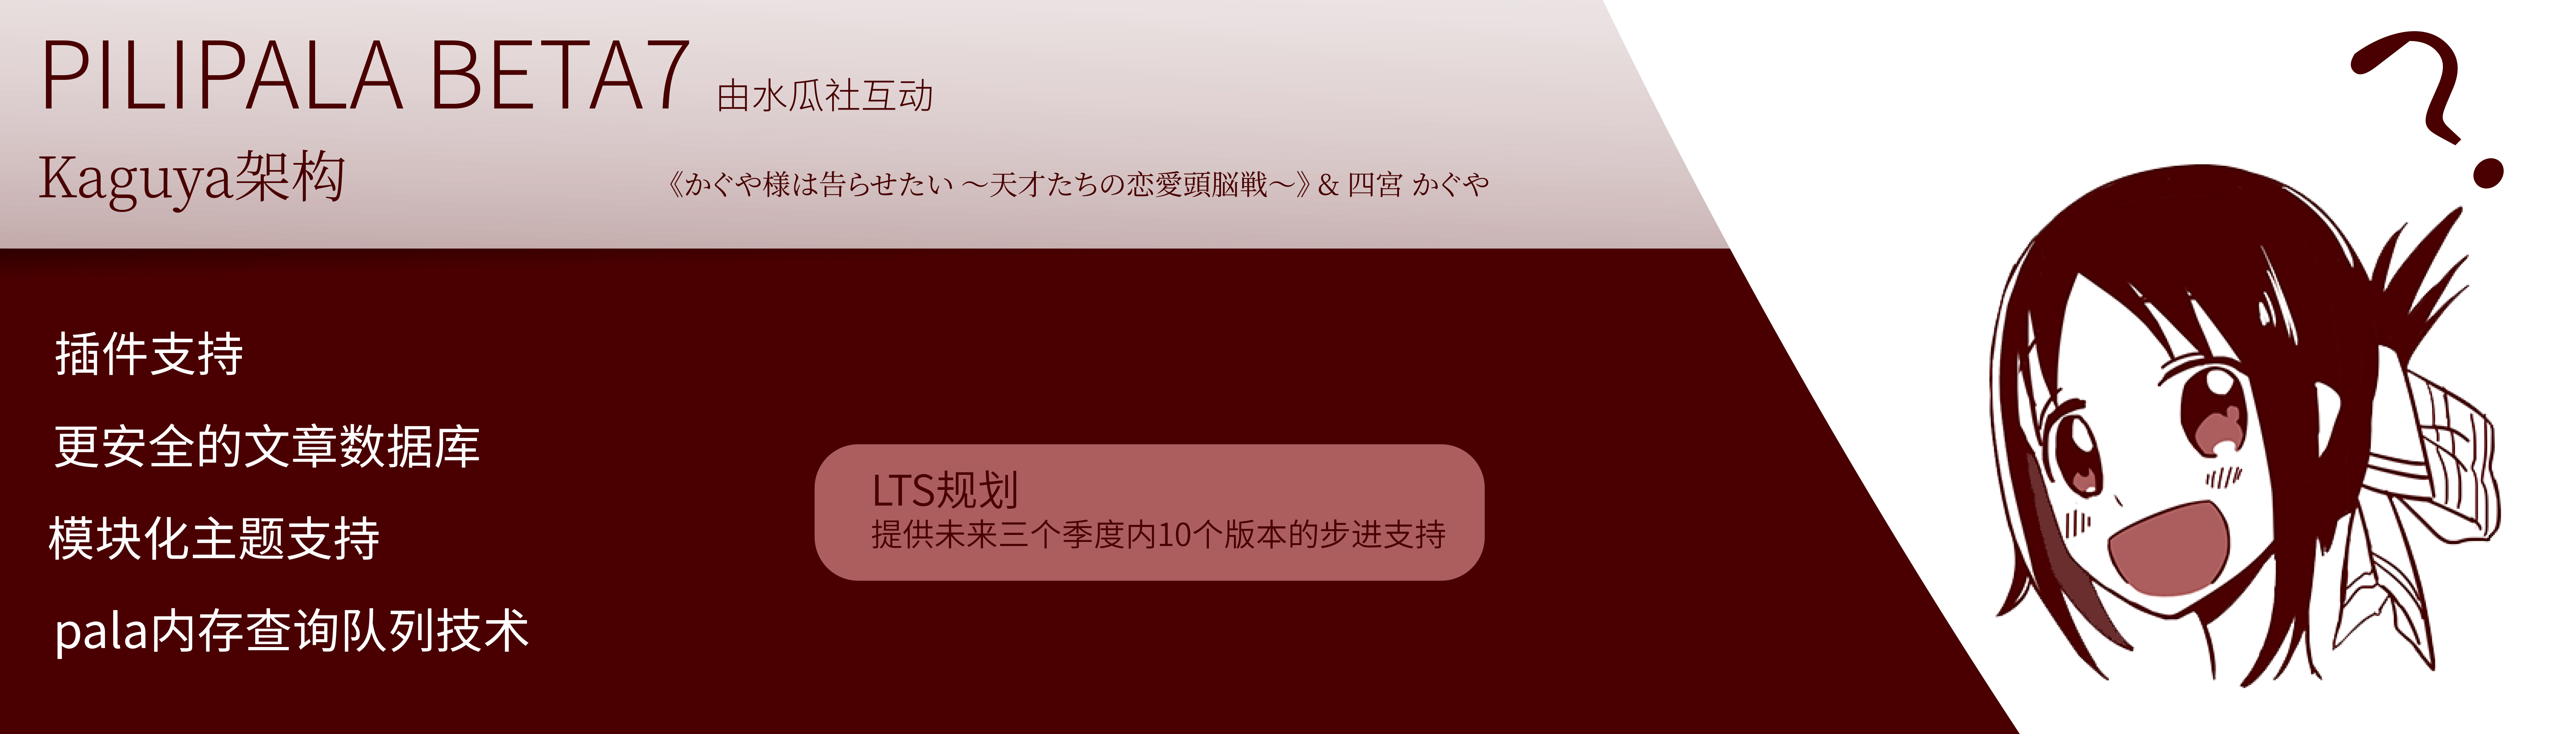 PILIPALA BETA7 由水瓜社互动
Kaguya架构 《かぐや様は告らせたい ～天才たちの恋愛頭脳戦～》& 四宮 かぐや
?
插件支持
更安全的文章数据库
模块化主题支持
pala内存查询队列技术
LTS规划
提供未来三个季度内10个版本的步进支持